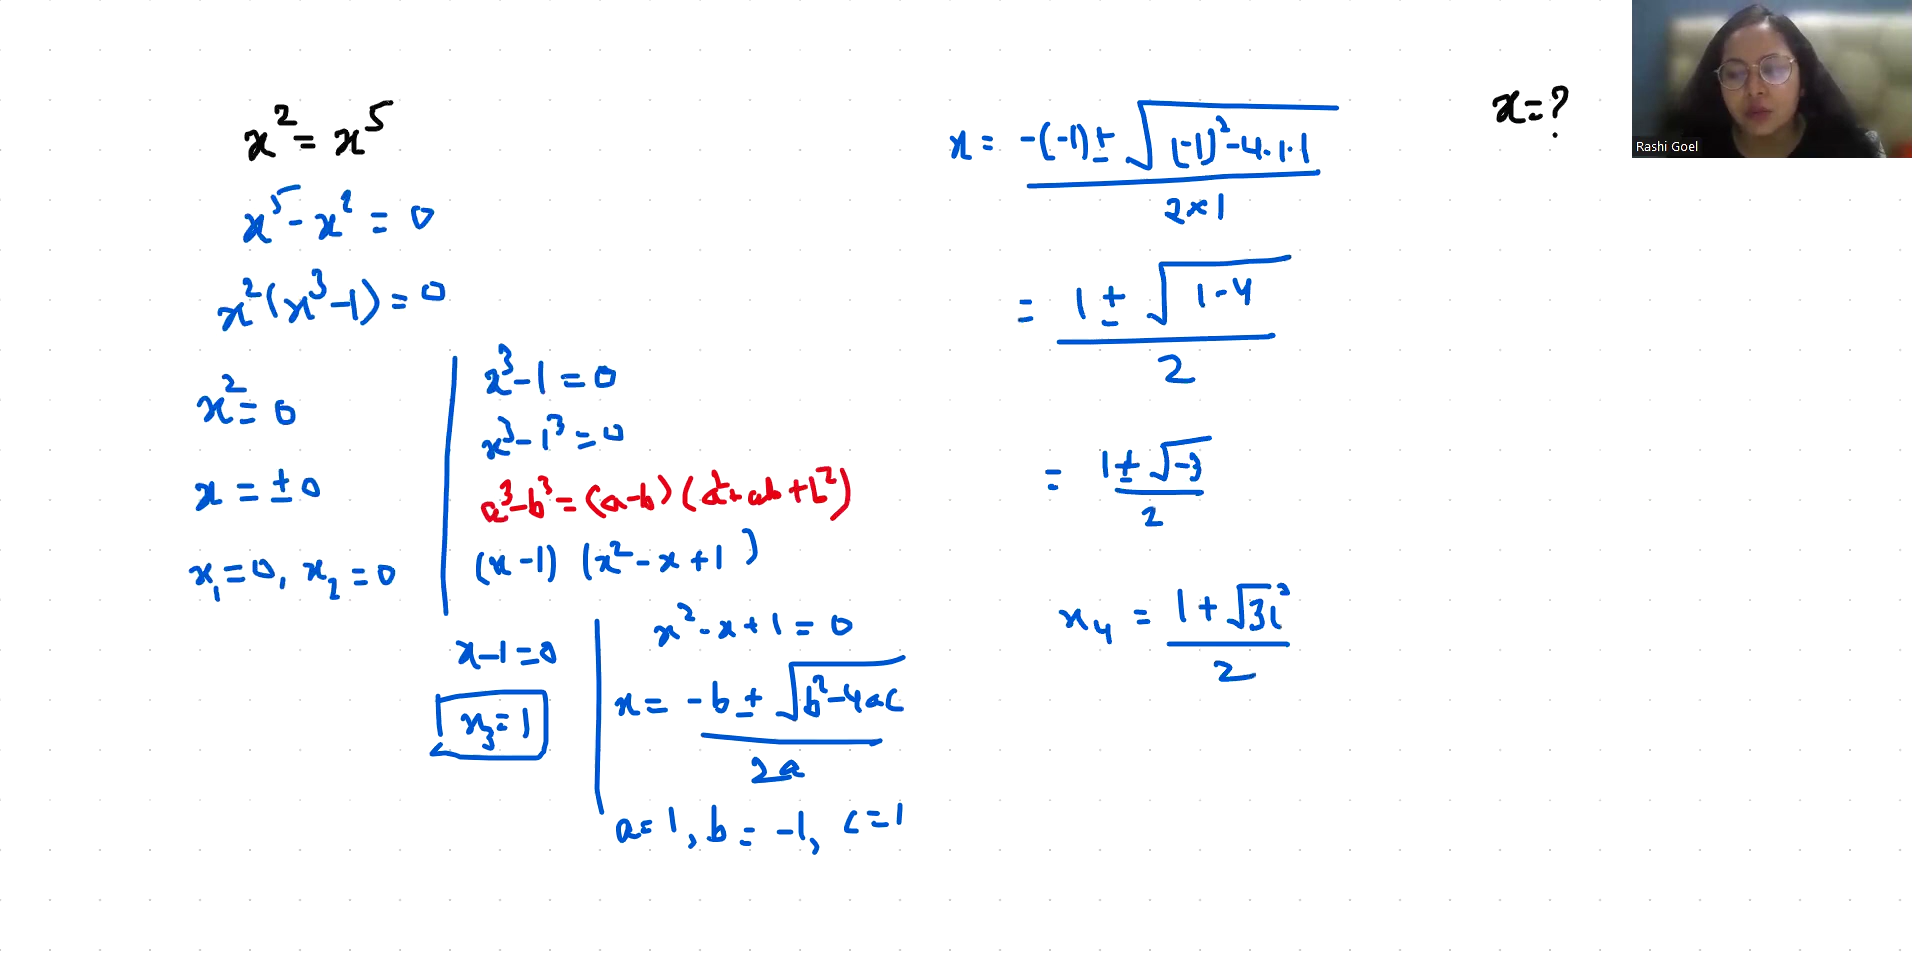 x² = x⁵
x⁵ - x² = 0
x²(x³ - 1) = 0
x² = 0
x = ± 0
x₁ = 0, x₂ = 0
x³ - 1 = 0
x³ - 1³ = 0
a³ - b³ = (a - b) (a² + ab + b²)
(x - 1) (x² - x + 1)
x - 1 = 0
x₃ = 1
x² - x + 1 = 0
x = (-b ± √(b² - 4ac)) / 2a
a = 1, b = -1, c = 1
x = (-(-1) ± √((-1)² - 4·1·1)) / 2×1
= (1 ± √(1 - 4)) / 2
= (1 ± √-3) / 2
x₄ = (1 + √3i) / 2
x = ?
Rashi Goel